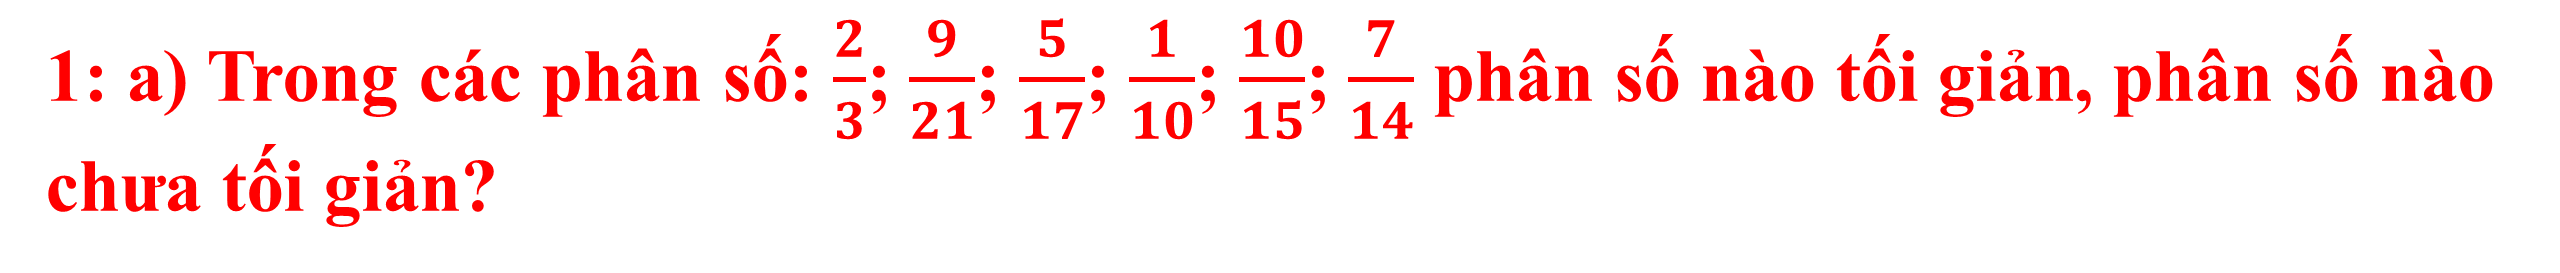 1: a) Trong các phân số: 2/3; 9/21; 5/17; 1/10; 10/15; 7/14 phân số nào tối giản, phân số nào
chưa tối giản?